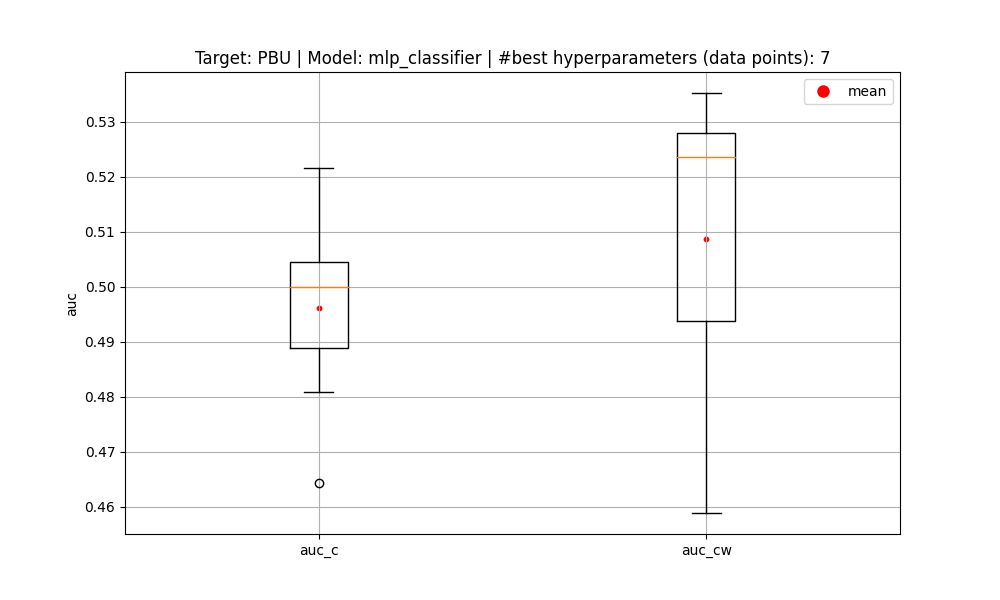 Target: PBU | Model: mlp_classifier | #best hyperparameters (data points): 7
mean
0.53
0.52
0.51
0.50
0.49
0.48
0.47
0.46
auc
auc_c
auc_cw